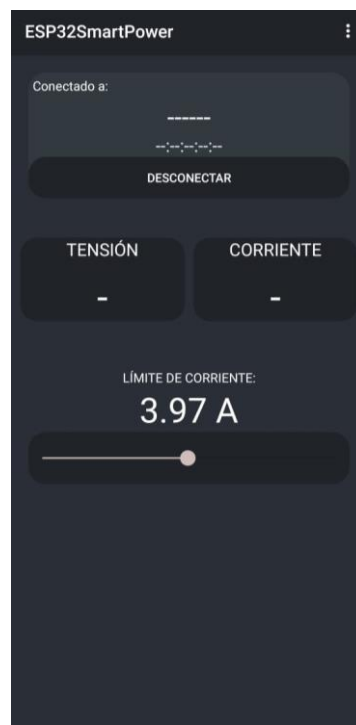 ESP32SmartPower
Conectado a:
------
--:--:--:--:--
DESCONECTAR
TENSIÓN
CORRIENTE
-
-
LÍMITE DE CORRIENTE:
3.97 A